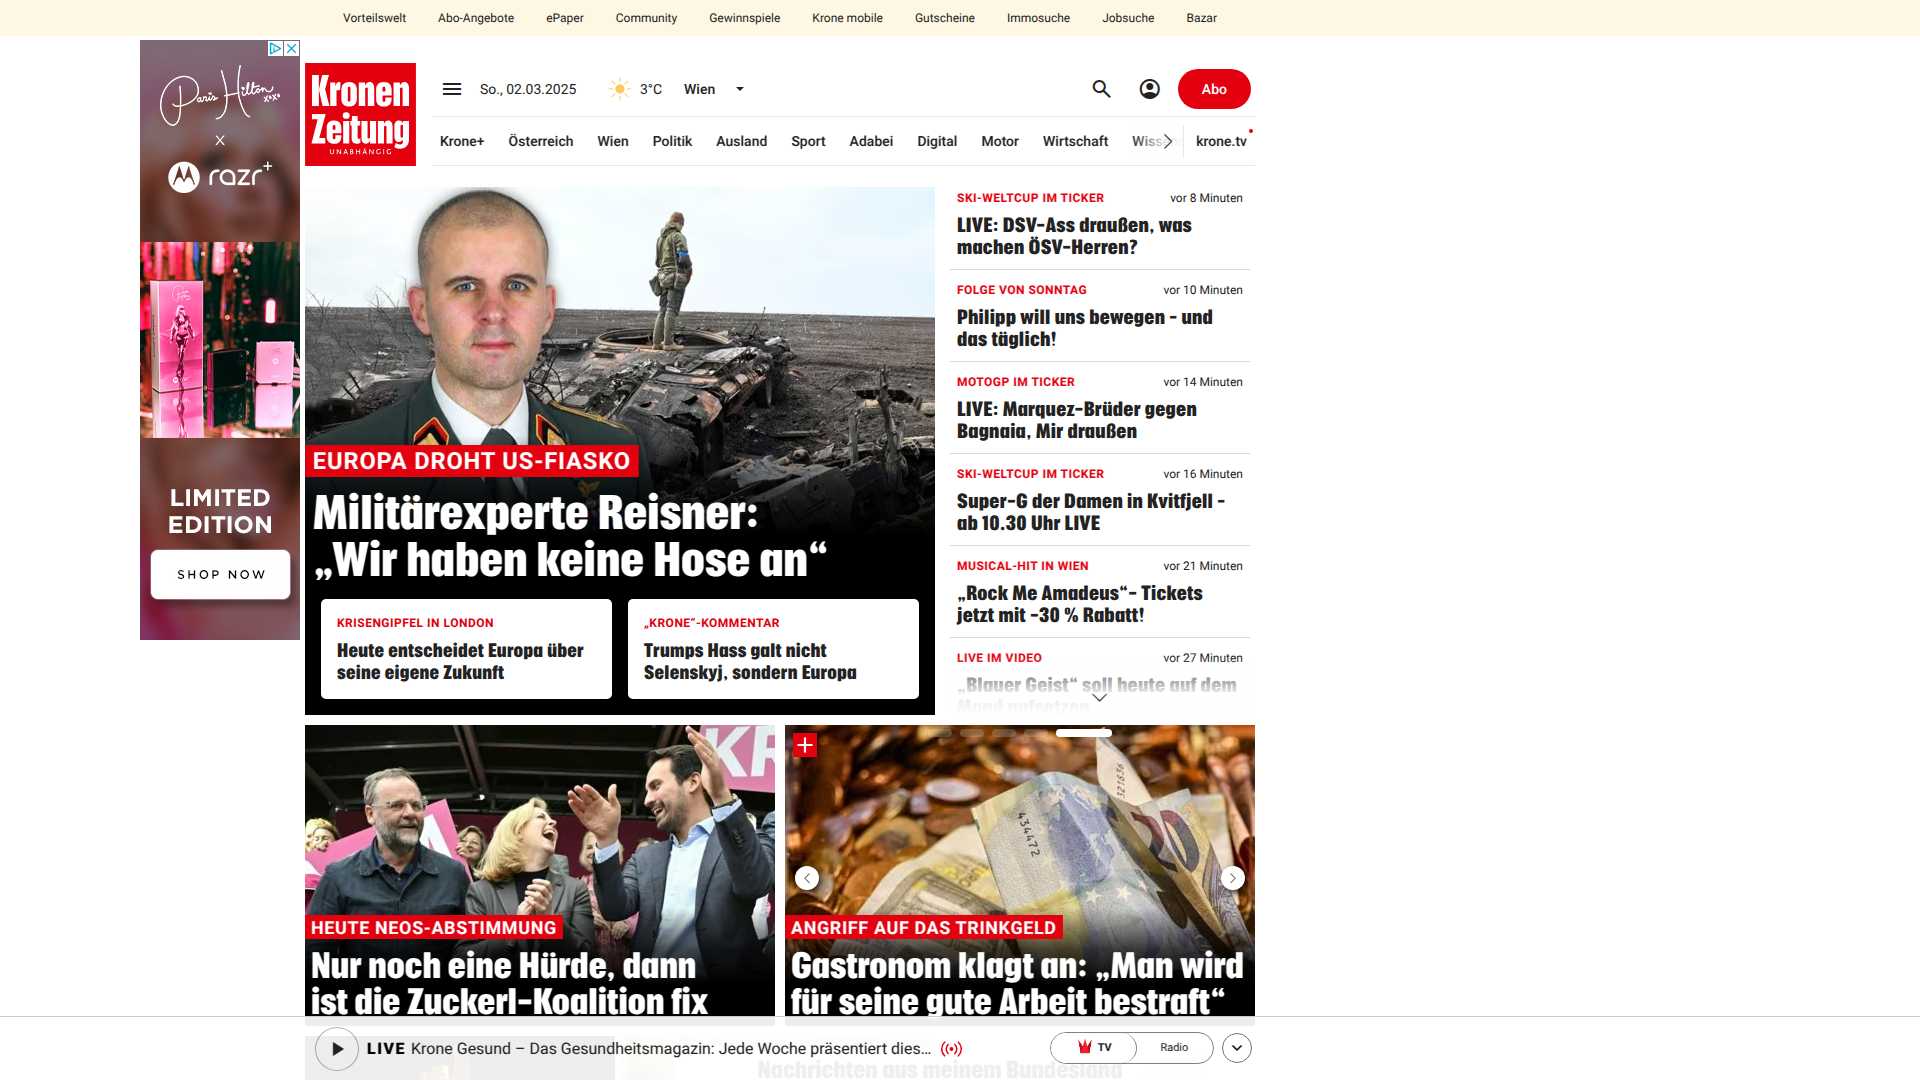 Vorteilswelt
Abo-Angebote
ePaper
Community
Gewinnspiele
Krone mobile
Gutscheine
Immosuche
Jobsuche
Bazar
Paris Hilton xoxo
X
razr+
LIMITED
EDITION
SHOP NOW
Kronen
Zeitung
UNABHÄNGIG
So., 02.03.2025
3°C
Wien
Abo
Krone+
Österreich
Wien
Politik
Ausland
Sport
Adabei
Digital
Motor
Wirtschaft
krone.tv
EUROPA DROHT US-FIASKO
Militärexperte Reisner:
„Wir haben keine Hose an“
KRISENGIPFEL IN LONDON
Heute entscheidet Europa über
seine eigene Zukunft
„KRONE“-KOMMENTAR
Trumps Hass galt nicht
Selenskyj, sondern Europa
SKI-WELTCUP IM TICKER
vor 8 Minuten
LIVE: DSV-Ass draußen, was
machen ÖSV-Herren?
FOLGE VON SONNTAG
vor 10 Minuten
Philipp will uns bewegen – und
das täglich!
MOTOGP IM TICKER
vor 14 Minuten
LIVE: Marquez-Brüder gegen
Bagnaia, Mir draußen
SKI-WELTCUP IM TICKER
vor 16 Minuten
Super-G der Damen in Kvitfjell –
ab 10.30 Uhr LIVE
MUSICAL-HIT IN WIEN
vor 21 Minuten
„Rock Me Amadeus“- Tickets
jetzt mit -30 % Rabatt!
LIVE IM VIDEO
vor 27 Minuten
„Blauer Geist“ soll heute auf dem
Mond aufsetzen
KR
HEUTE NEOS-ABSTIMMUNG
Nur noch eine Hürde, dann
ist die Zuckerl-Koalition fix
434472
121636
20
ANGRIFF AUF DAS TRINKGELD
Gastronom klagt an: „Man wird
für seine gute Arbeit bestraft“
LIVE Krone Gesund – Das Gesundheitsmagazin: Jede Woche präsentiert dies...
TV
Radio
Nachrichten aus meinem Bundesland